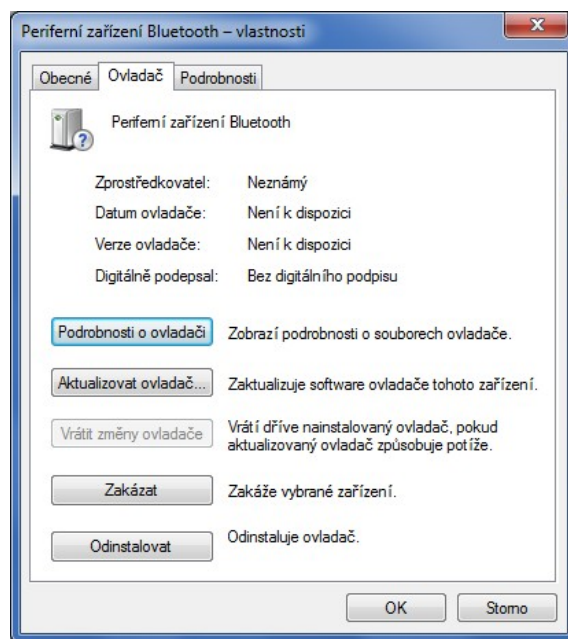 Periferní zařízení Bluetooth – vlastnosti
Obecné Ovladač Podrobnosti
Periferní zařízení Bluetooth
Zprostředkovatel: Neznámý
Datum ovladače: Není k dispozici
Verze ovladače: Není k dispozici
Digitálně podepsal: Bez digitálního podpisu
Podrobnosti o ovladači Zobrazí podrobnosti o souborech ovladače.
Aktualizovat ovladač... Zaktualizuje software ovladače tohoto zařízení.
Vrátit změny ovladače Vrátí dříve nainstalovaný ovladač, pokud
aktualizovaný ovladač způsobuje potíže.
Zakázat Zakáže vybrané zařízení.
Odinstalovat Odinstaluje ovladač.
OK Storno